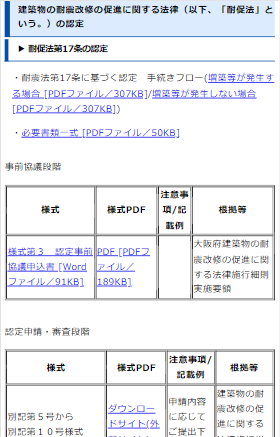 建築物の耐震改修の促進に関する法律（以下、「耐促法」と
いう。）の認定
▶ 耐促法第17条の認定
・耐震法第17条に基づく認定　手続きフロー(増築等が発生す
る場合 [PDFファイル／307KB]/増築等が発生しない場合
[PDFファイル／307KB])
・必要書類一式 [PDFファイル／50KB]
事前協議段階
様式
様式PDF
注意事
項/記
載例
根拠等
様式第３　認定事前
協議申込書 [Word
ファイル／91KB]
PDF [PDFフ
ァイル／
189KB]
大阪府建築物の耐
震改修の促進に関
する法律施行細則
実施要領
認定申請・審査段階
様式
様式PDF
注意事項/
記載例
根拠等
別記第５号から
別記第１０号様式
ダウンロー
ドサイト(外
申請内容
に応じて
ご提出下
建築物の耐
震改修の促
進に関する